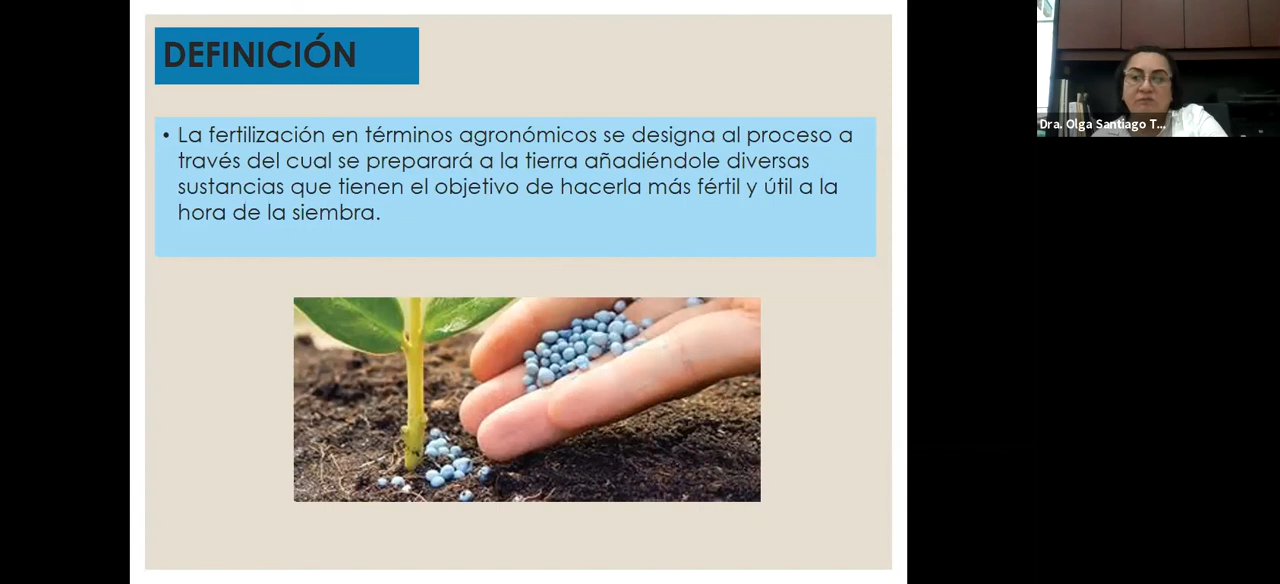 DEFINICIÓN
• La fertilización en términos agronómicos se designa al proceso a
través del cual se preparará a la tierra añadiéndole diversas
sustancias que tienen el objetivo de hacerla más fértil y útil a la
hora de la siembra.
Dra. Olga Santiago T...